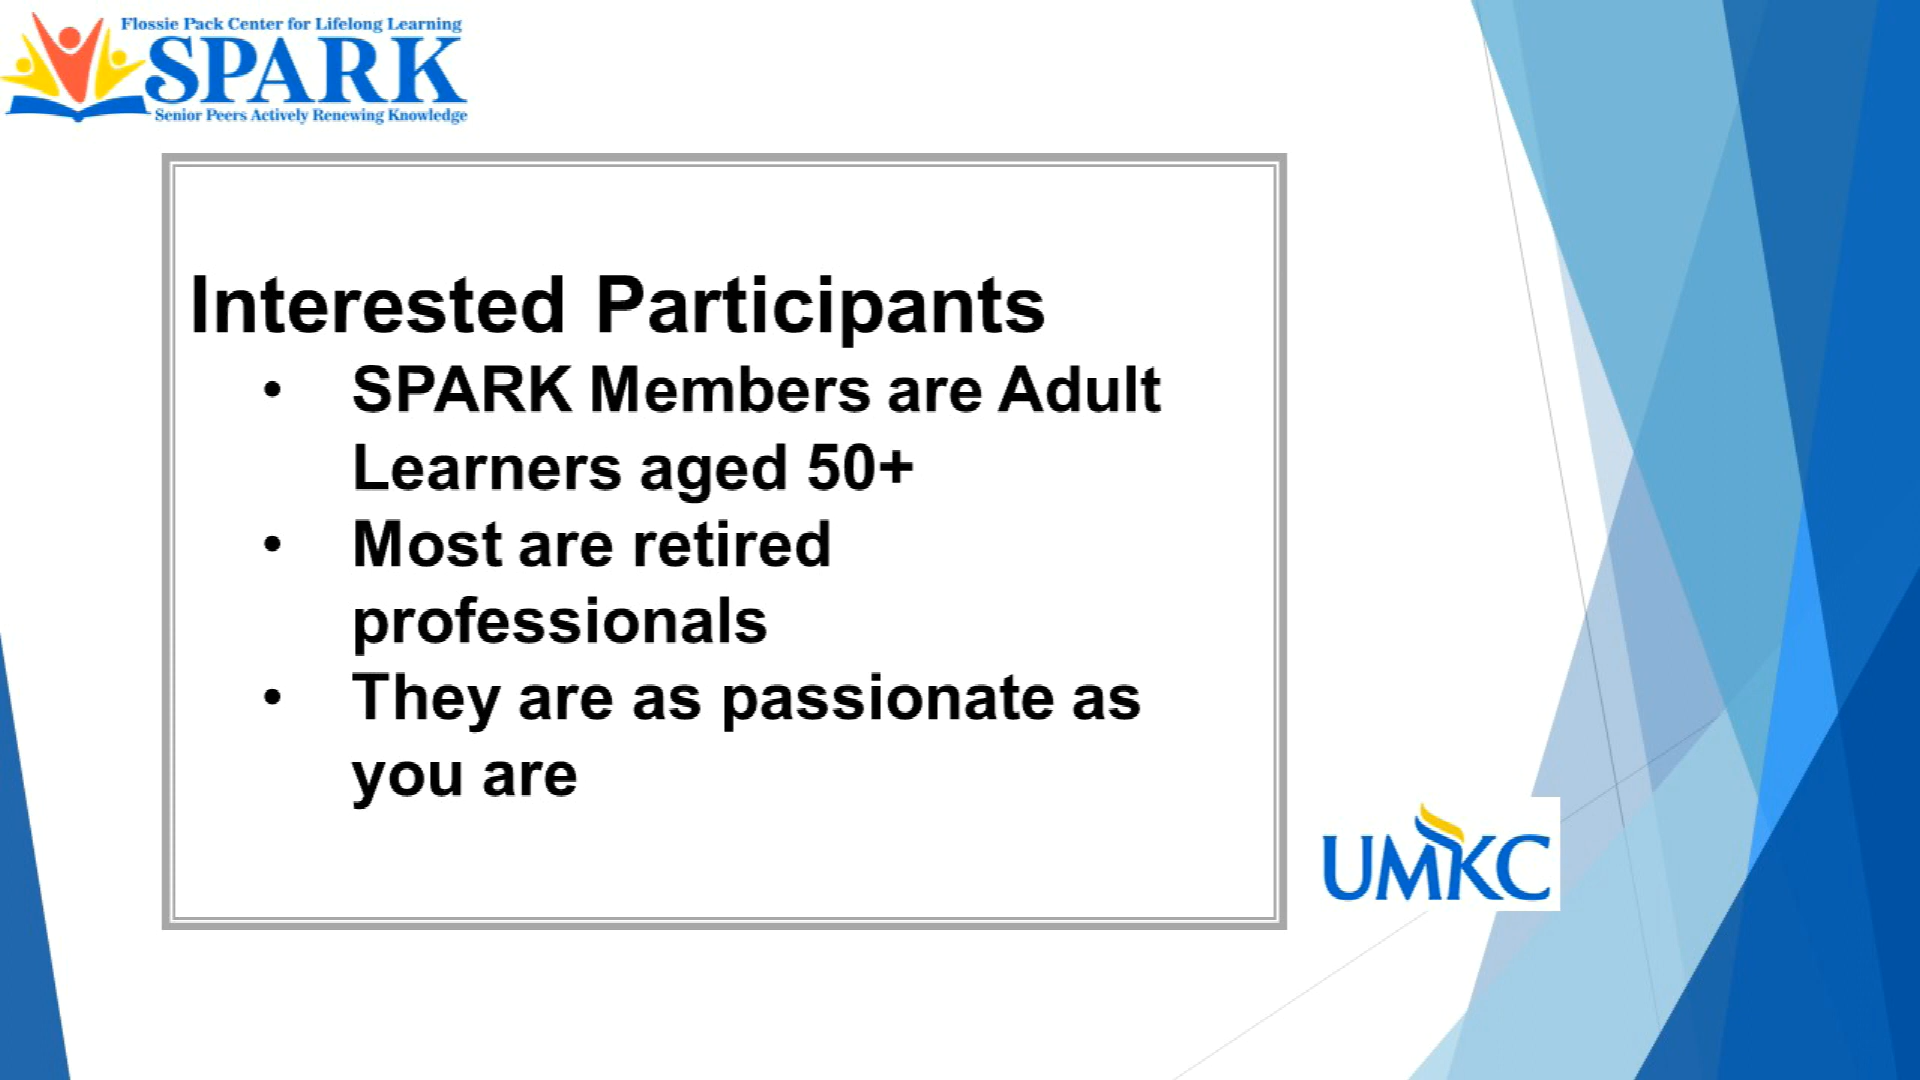 Flossie Pack Center for Lifelong Learning
SPARK
Senior Peers Actively Renewing Knowledge
Interested Participants
• SPARK Members are Adult
Learners aged 50+
• Most are retired
professionals
• They are as passionate as
you are
UMKC